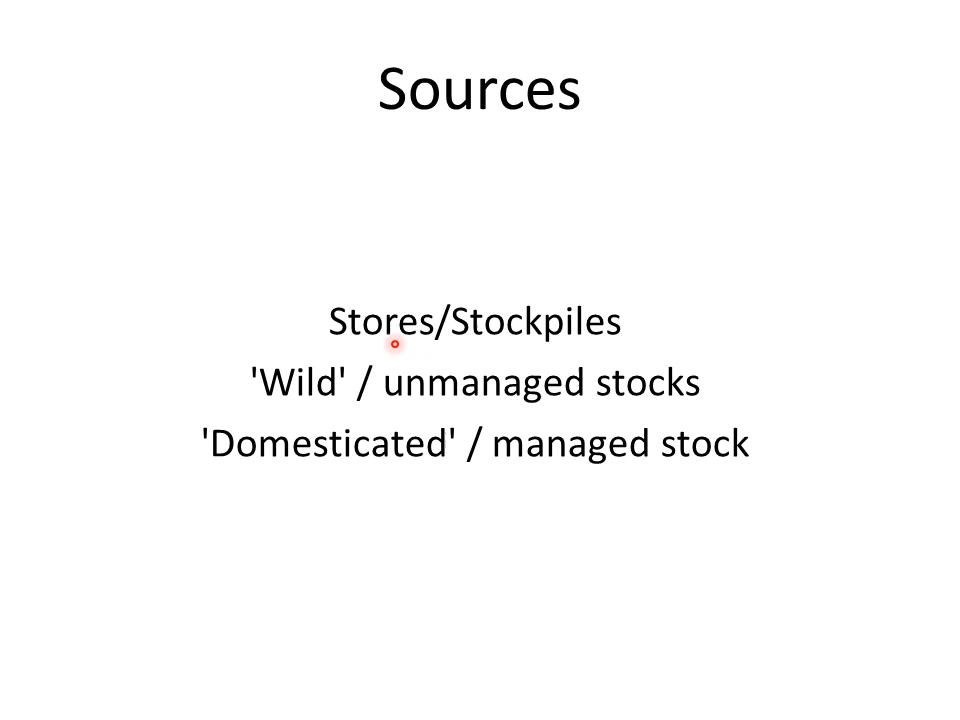 Sources
Stores/Stockpiles
'Wild' / unmanaged stocks
'Domesticated' / managed stock